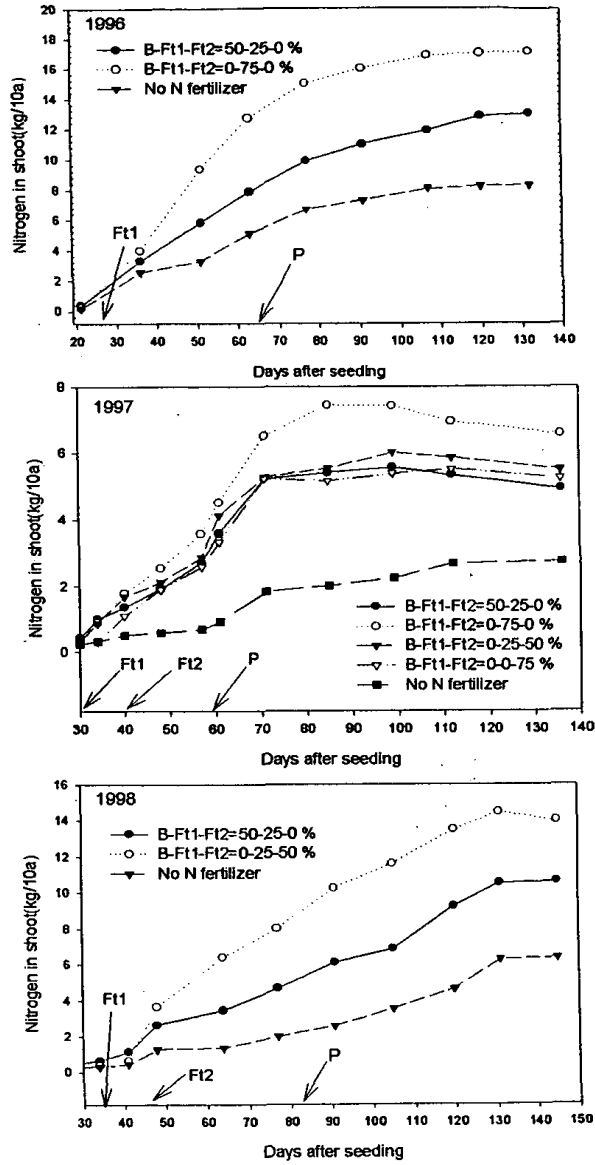 1996
B-Ft1-Ft2=50-25-0 %
B-Ft1-Ft2=0-75-0 %
No N fertilizer
Nitrogen in shoot(kg/10a)
20
18
16
14
12
10
8
6
4
2
0
Ft1
P
20 30 40 50 60 70 80 90 100 110 120 130 140
Days after seeding
1997
Nitrogen in shoot(kg/10a)
8
6
4
2
0
B-Ft1-Ft2=50-25-0 %
B-Ft1-Ft2=0-75-0 %
B-Ft1-Ft2=0-25-50 %
B-Ft1-Ft2=0-0-75 %
No N fertilizer
Ft1
Ft2
P
30 40 50 60 70 80 90 100 110 120 130 140
Days after seeding
1998
B-Ft1-Ft2=50-25-0 %
B-Ft1-Ft2=0-25-50 %
No N fertilizer
Nitrogen in shoot(kg/10a)
16
14
12
10
8
6
4
2
0
Ft1
Ft2
P
30 40 50 60 70 80 90 100 110 120 130 140 150
Days after seeding